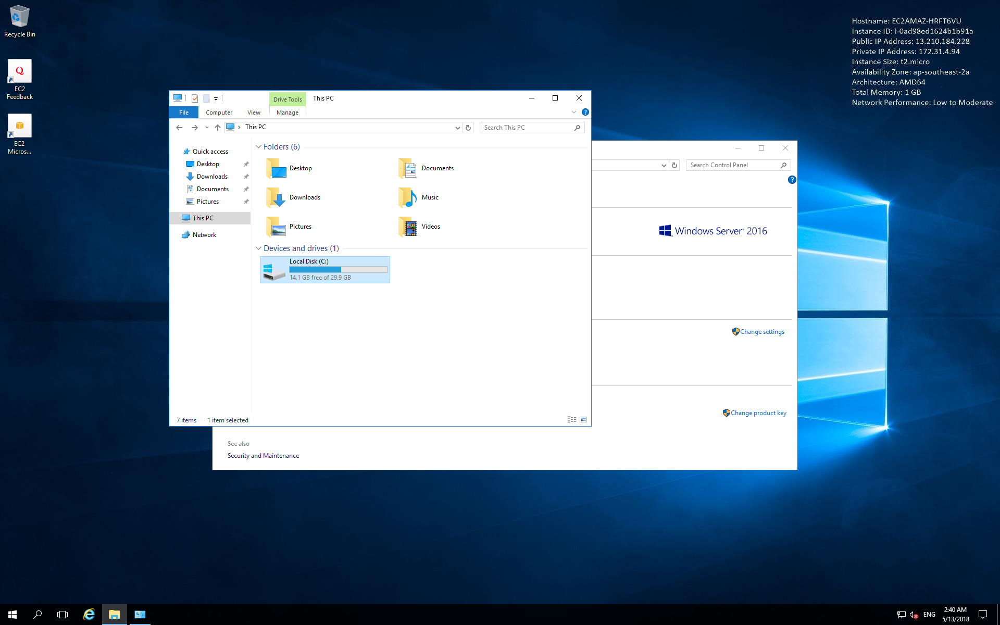 Recycle Bin
EC2
Feedback
EC2
Micros...
Hostname: EC2AMAZ-HRFT6VU
Instance ID: i-0ad98ed1624b1b91a
Public IP Address: 13.210.184.228
Private IP Address: 172.31.4.94
Instance Size: t2.micro
Availability Zone: ap-southeast-2a
Architecture: AMD64
Total Memory: 1 GB
Network Performance: Low to Moderate
Drive Tools
This PC
File
Computer
View
Manage
This PC
Search This PC
Quick access
Desktop
Downloads
Documents
Pictures
This PC
Network
Folders (6)
Desktop
Documents
Downloads
Music
Pictures
Videos
Devices and drives (1)
Local Disk (C:)
14.1 GB free of 29.9 GB
7 items
1 item selected
Search Control Panel
Windows Server 2016
Change settings
Change product key
See also
Security and Maintenance
ENG
2:40 AM
5/13/2018